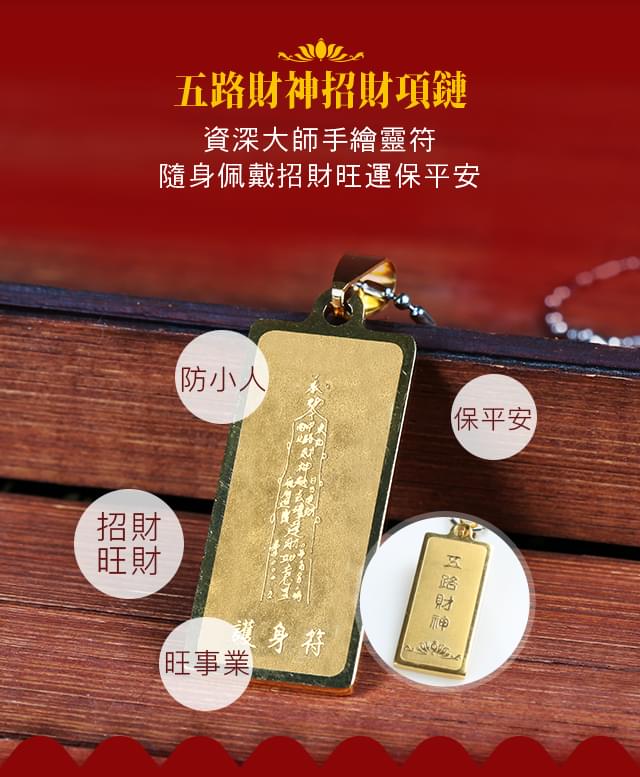 五路財神招財項鏈
資深大師手繪靈符
隨身佩戴招財旺運保平安
防小人
保平安
招財
旺財
旺事業
護身符
五路財神